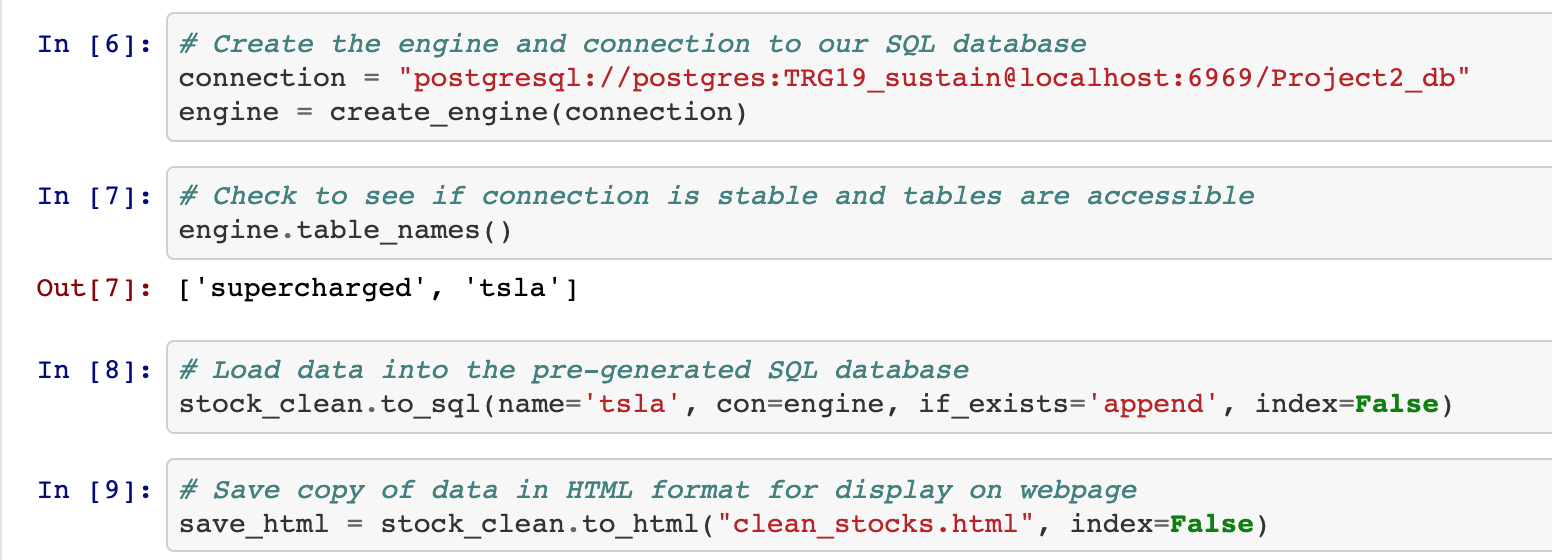 In [6]:
# Create the engine and connection to our SQL database
connection = "postgresql://postgres:TRG19_sustain@localhost:6969/Project2_db"
engine = create_engine(connection)
In [7]:
# Check to see if connection is stable and tables are accessible
engine.table_names()
Out[7]: ['supercharged', 'tsla']
In [8]:
# Load data into the pre-generated SQL database
stock_clean.to_sql(name='tsla', con=engine, if_exists='append', index=False)
In [9]:
# Save copy of data in HTML format for display on webpage
save_html = stock_clean.to_html("clean_stocks.html", index=False)